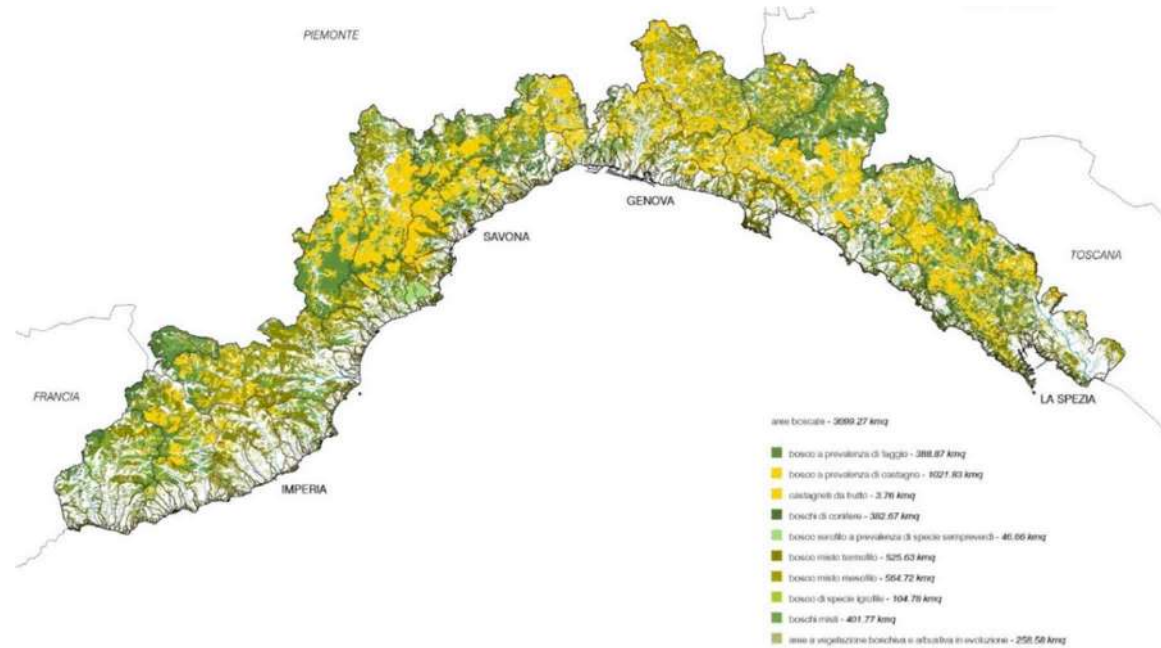 PIEMONTE
GENOVA
SAVONA
TOSCANA
FRANCIA
LA SPEZIA
IMPERIA
aree boscate - 3699.27 kmq
bosco a prevalenza di faggio - 388.87 kmq
bosco a prevalenza di castagno - 1021.83 kmq
castagneti da frutto - 3.76 kmq
boschi di conifere - 382.67 kmq
bosco xerofilo a prevalenza di specie sempreverdi - 46.66 kmq
bosco misto termofilo - 525.63 kmq
bosco misto mesofilo - 564.72 kmq
bosco di specie igrofile - 104.78 kmq
boschi misti - 401.77 kmq
aree a vegetazione boschiva e arbustiva in evoluzione - 258.58 kmq